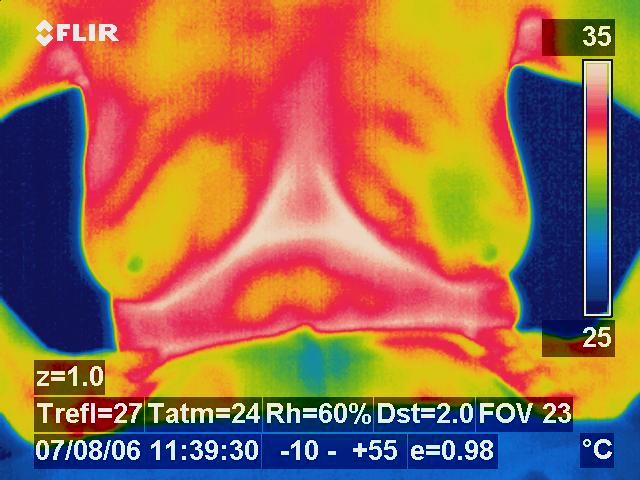 FLIR
35
25
z=1.0
Trefl=27 Tatm=24 Rh=60% Dst=2.0 FOV 23
07/08/06 11:39:30 -10 - +55 e=0.98 °C